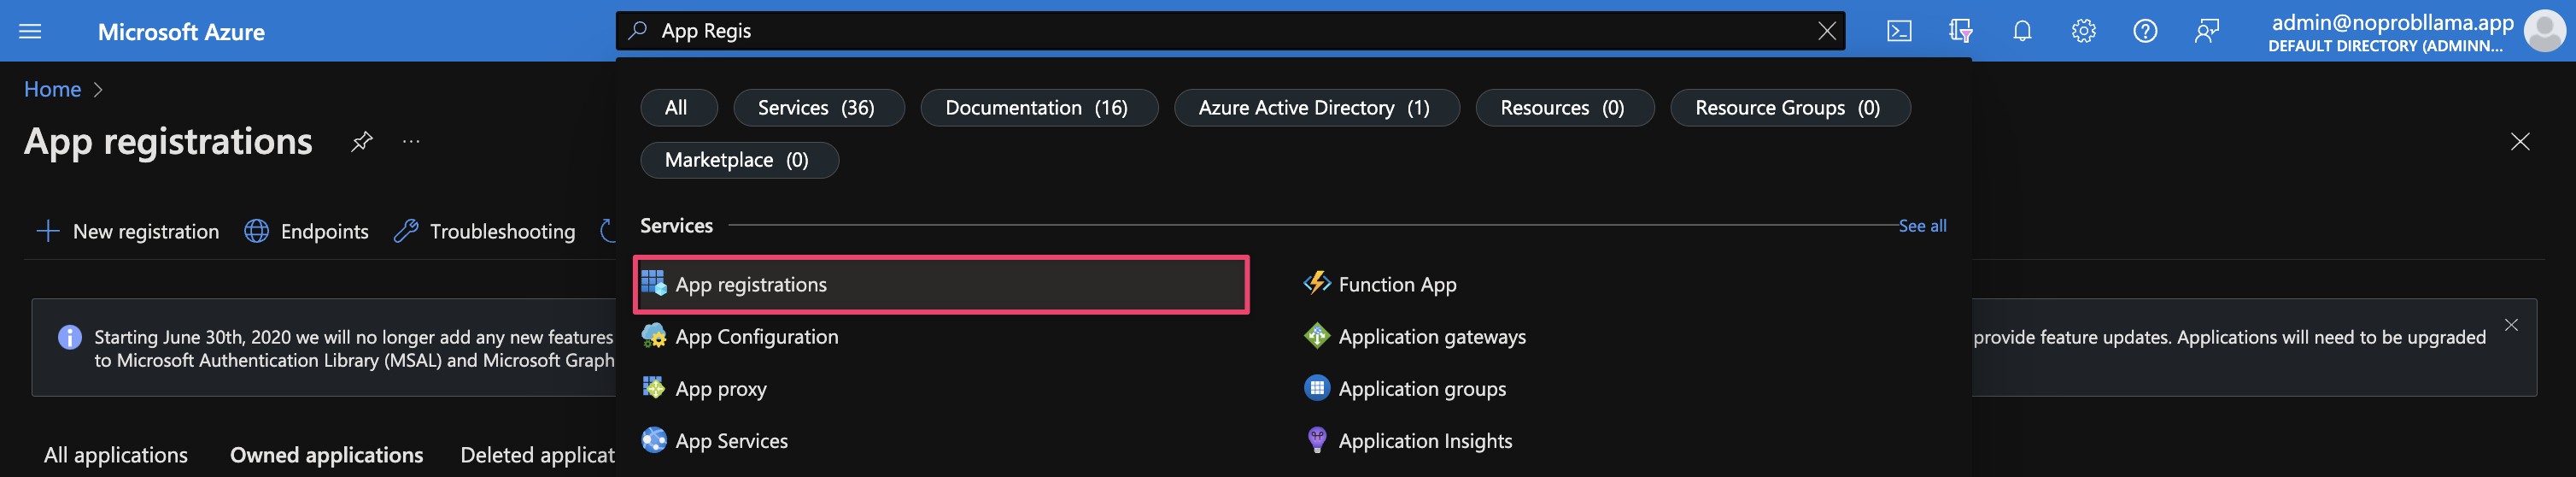 Microsoft Azure
App Regis
admin@noprobllama.app
DEFAULT DIRECTORY (ADMINN...
Home
App registrations
...
All
Services (36)
Documentation (16)
Azure Active Directory (1)
Resources (0)
Resource Groups (0)
Marketplace (0)
New registration
Endpoints
Troubleshooting
Services
See all
App registrations
Function App
App Configuration
Application gateways
App proxy
Application groups
App Services
Application Insights
Starting June 30th, 2020 we will no longer add any new features
provide feature updates. Applications will need to be upgraded
to Microsoft Authentication Library (MSAL) and Microsoft Graph
All applications
Owned applications
Deleted applicat